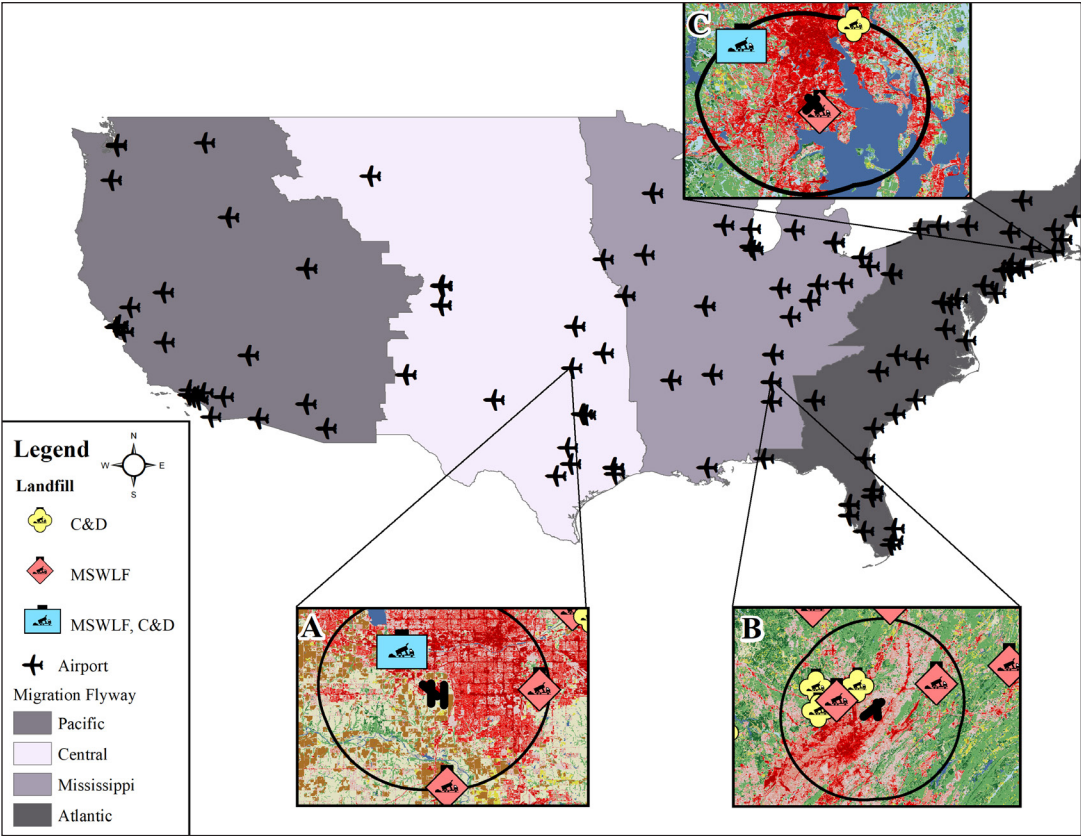 C
Legend
N
W E
S
Landfill
C&D
MSWLF
MSWLF, C&D
Airport
Migration Flyway
Pacific
Central
Mississippi
Atlantic
A
B